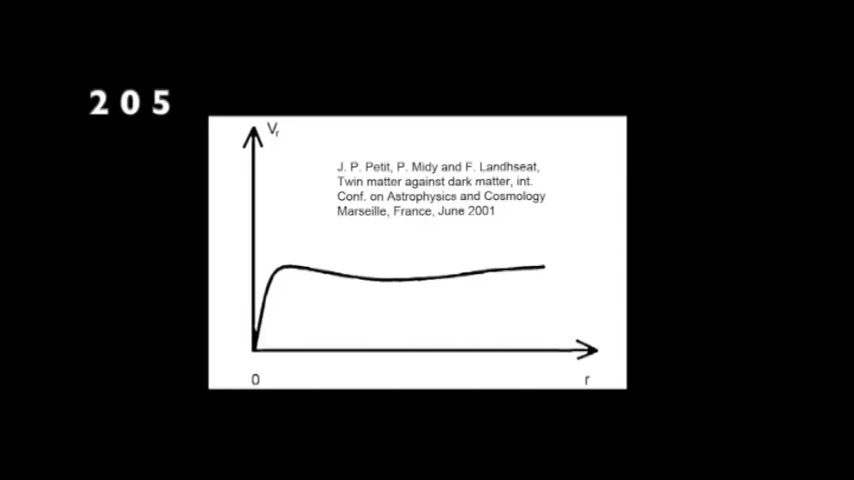 2 0 5
Vr
J. P. Petit, P. Midy and F. Landhseat,
Twin matter against dark matter, int.
Conf. on Astrophysics and Cosmology
Marseille, France, June 2001
0
r